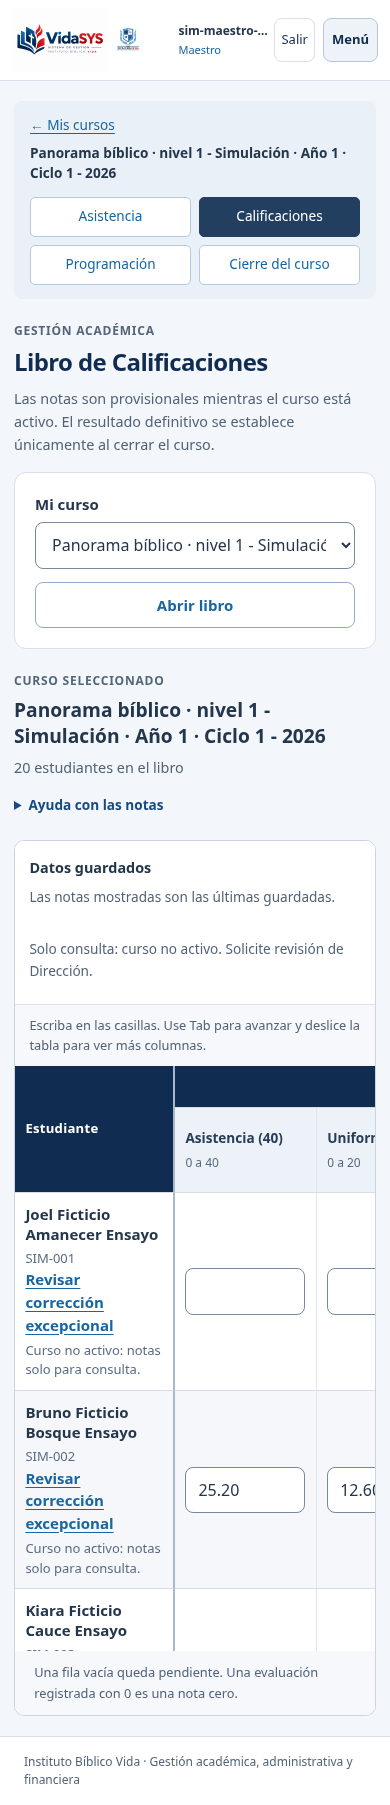 VidaSYS
sim-maestro-...
Maestro
Salir
Menú
← Mis cursos
Panorama bíblico · nivel 1 - Simulación · Año 1 ·
Ciclo 1 - 2026
Asistencia
Calificaciones
Programación
Cierre del curso
GESTIÓN ACADÉMICA
Libro de Calificaciones
Las notas son provisionales mientras el curso está
activo. El resultado definitivo se establece
únicamente al cerrar el curso.
Mi curso
Panorama bíblico · nivel 1 - Simulació
Abrir libro
CURSO SELECCIONADO
Panorama bíblico · nivel 1 -
Simulación · Año 1 · Ciclo 1 - 2026
20 estudiantes en el libro
▶ Ayuda con las notas
Datos guardados
Las notas mostradas son las últimas guardadas.
Solo consulta: curso no activo. Solicite revisión de
Dirección.
Escriba en las casillas. Use Tab para avanzar y deslice la
tabla para ver más columnas.
Estudiante
Asistencia (40)
0 a 40
Uniforr
0 a 20
Joel Ficticio
Amanecer Ensayo
SIM-001
Revisar
corrección
excepcional
Curso no activo: notas
solo para consulta.
Bruno Ficticio
Bosque Ensayo
SIM-002
Revisar
corrección
excepcional
Curso no activo: notas
solo para consulta.
25.20
12.60
Kiara Ficticio
Cauce Ensayo
Una fila vacía queda pendiente. Una evaluación
registrada con 0 es una nota cero.
Instituto Bíblico Vida · Gestión académica, administrativa y
financiera